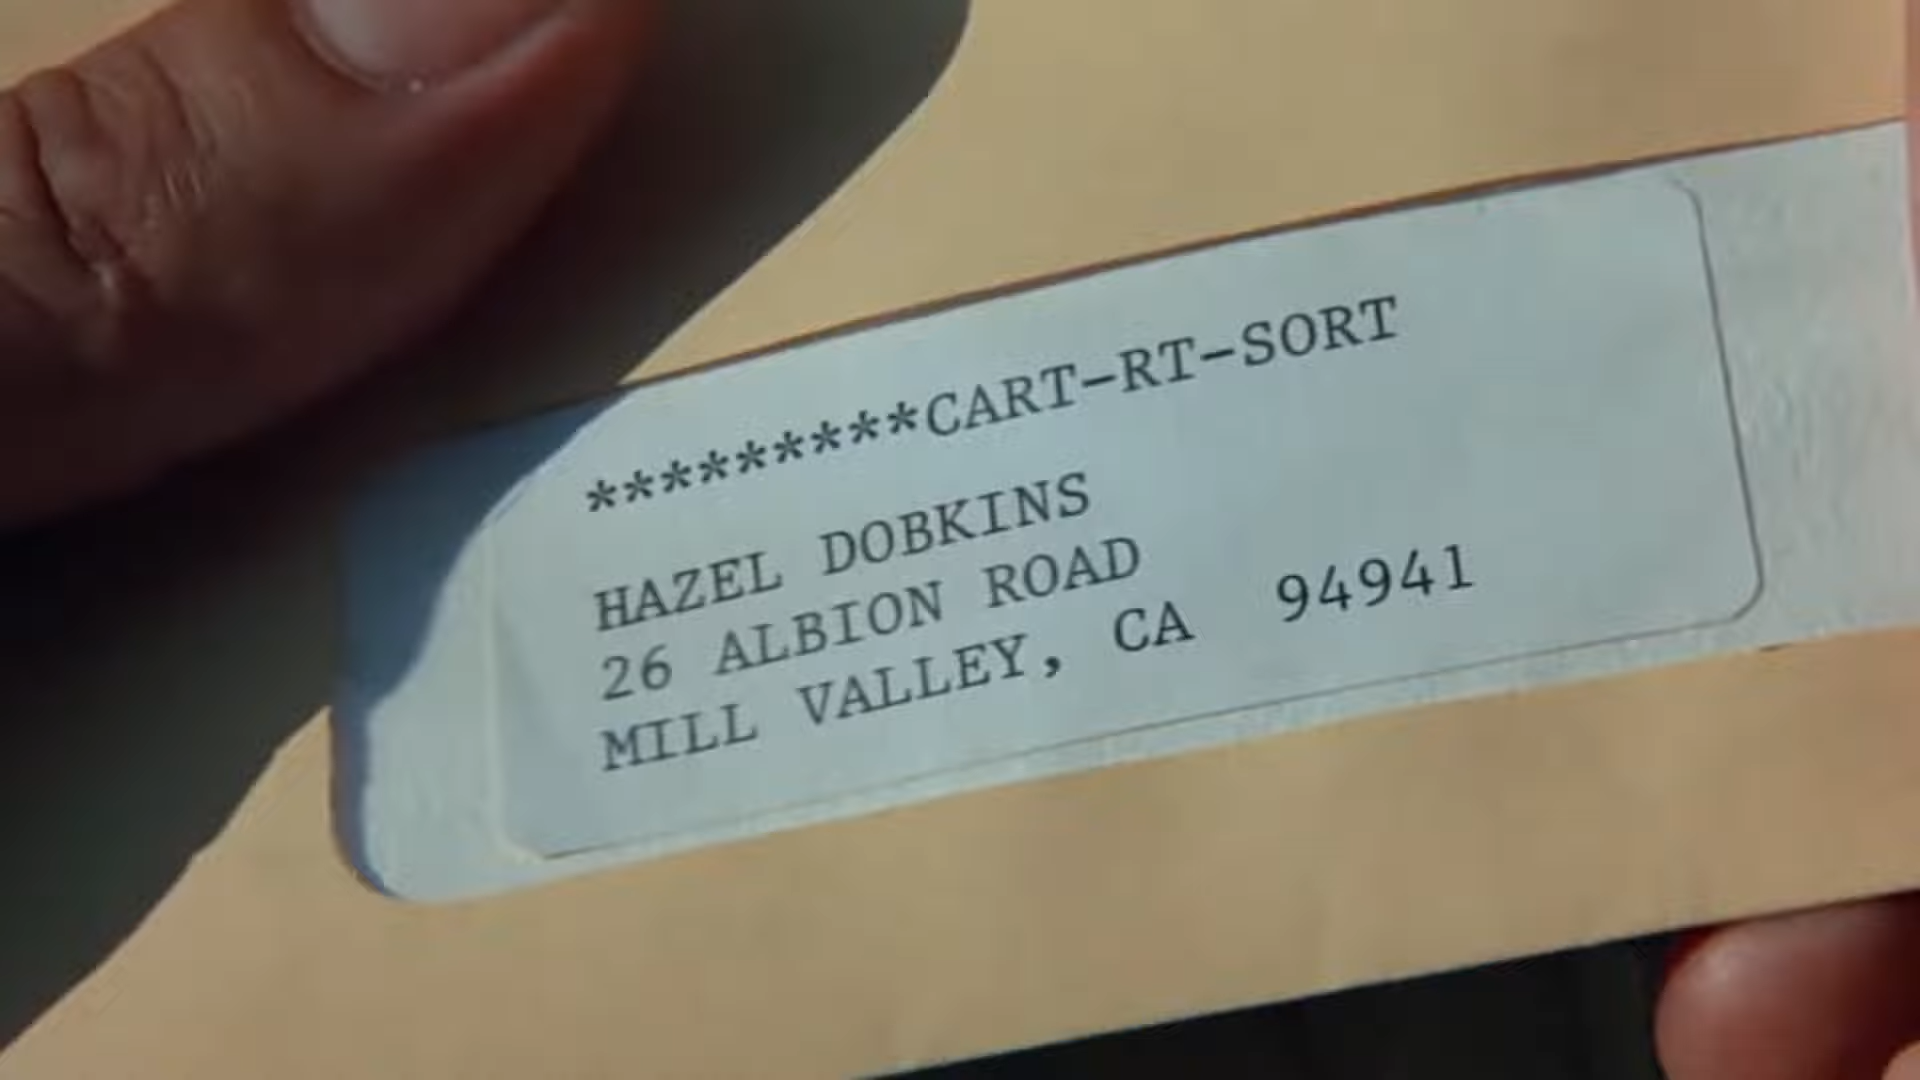 *********CART-RT-SORT
HAZEL DOBKINS
26 ALBION ROAD
MILL VALLEY, CA 94941